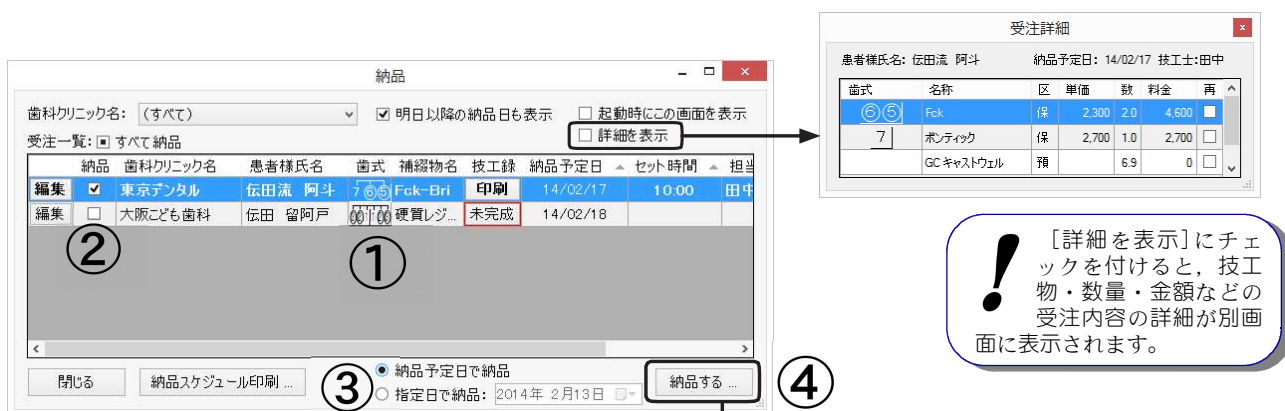 納品
歯科クリニック名: (すべて) 明日以降の納品日も表示 起動時にこの画面を表示
受注一覧: すべて納品 詳細を表示
納品 歯科クリニック名 患者様氏名 歯式 補綴物名 技工録 納品予定日 セット時間 担当
編集 東京デンタル 伝田流 阿斗 7⑥⑤ Fck-Bri 印刷 14/02/17 10:00 田中
編集 大阪こども歯科 伝田 留阿戸 硬質レジ... 未完成 14/02/18
② ①
閉じる 納品スケジュール印刷 ... ③ 納品予定日で納品
指定日で納品: 2014年 2月13日 納品する ... ④
受注詳細
患者様氏名: 伝田流 阿斗 納品予定日: 14/02/17 技工士:田中
歯式 名称 区 単価 数 料金 再
⑥⑤ Fck 保 2,300 2.0 4,600
7 ポンティック 保 2,700 1.0 2,700
GC キャストウェル 預 6.9 0
! [詳細を表示]にチェ
ックを付けると，技工
物・数量・金額などの
受注内容の詳細が別画
面に表示されます。